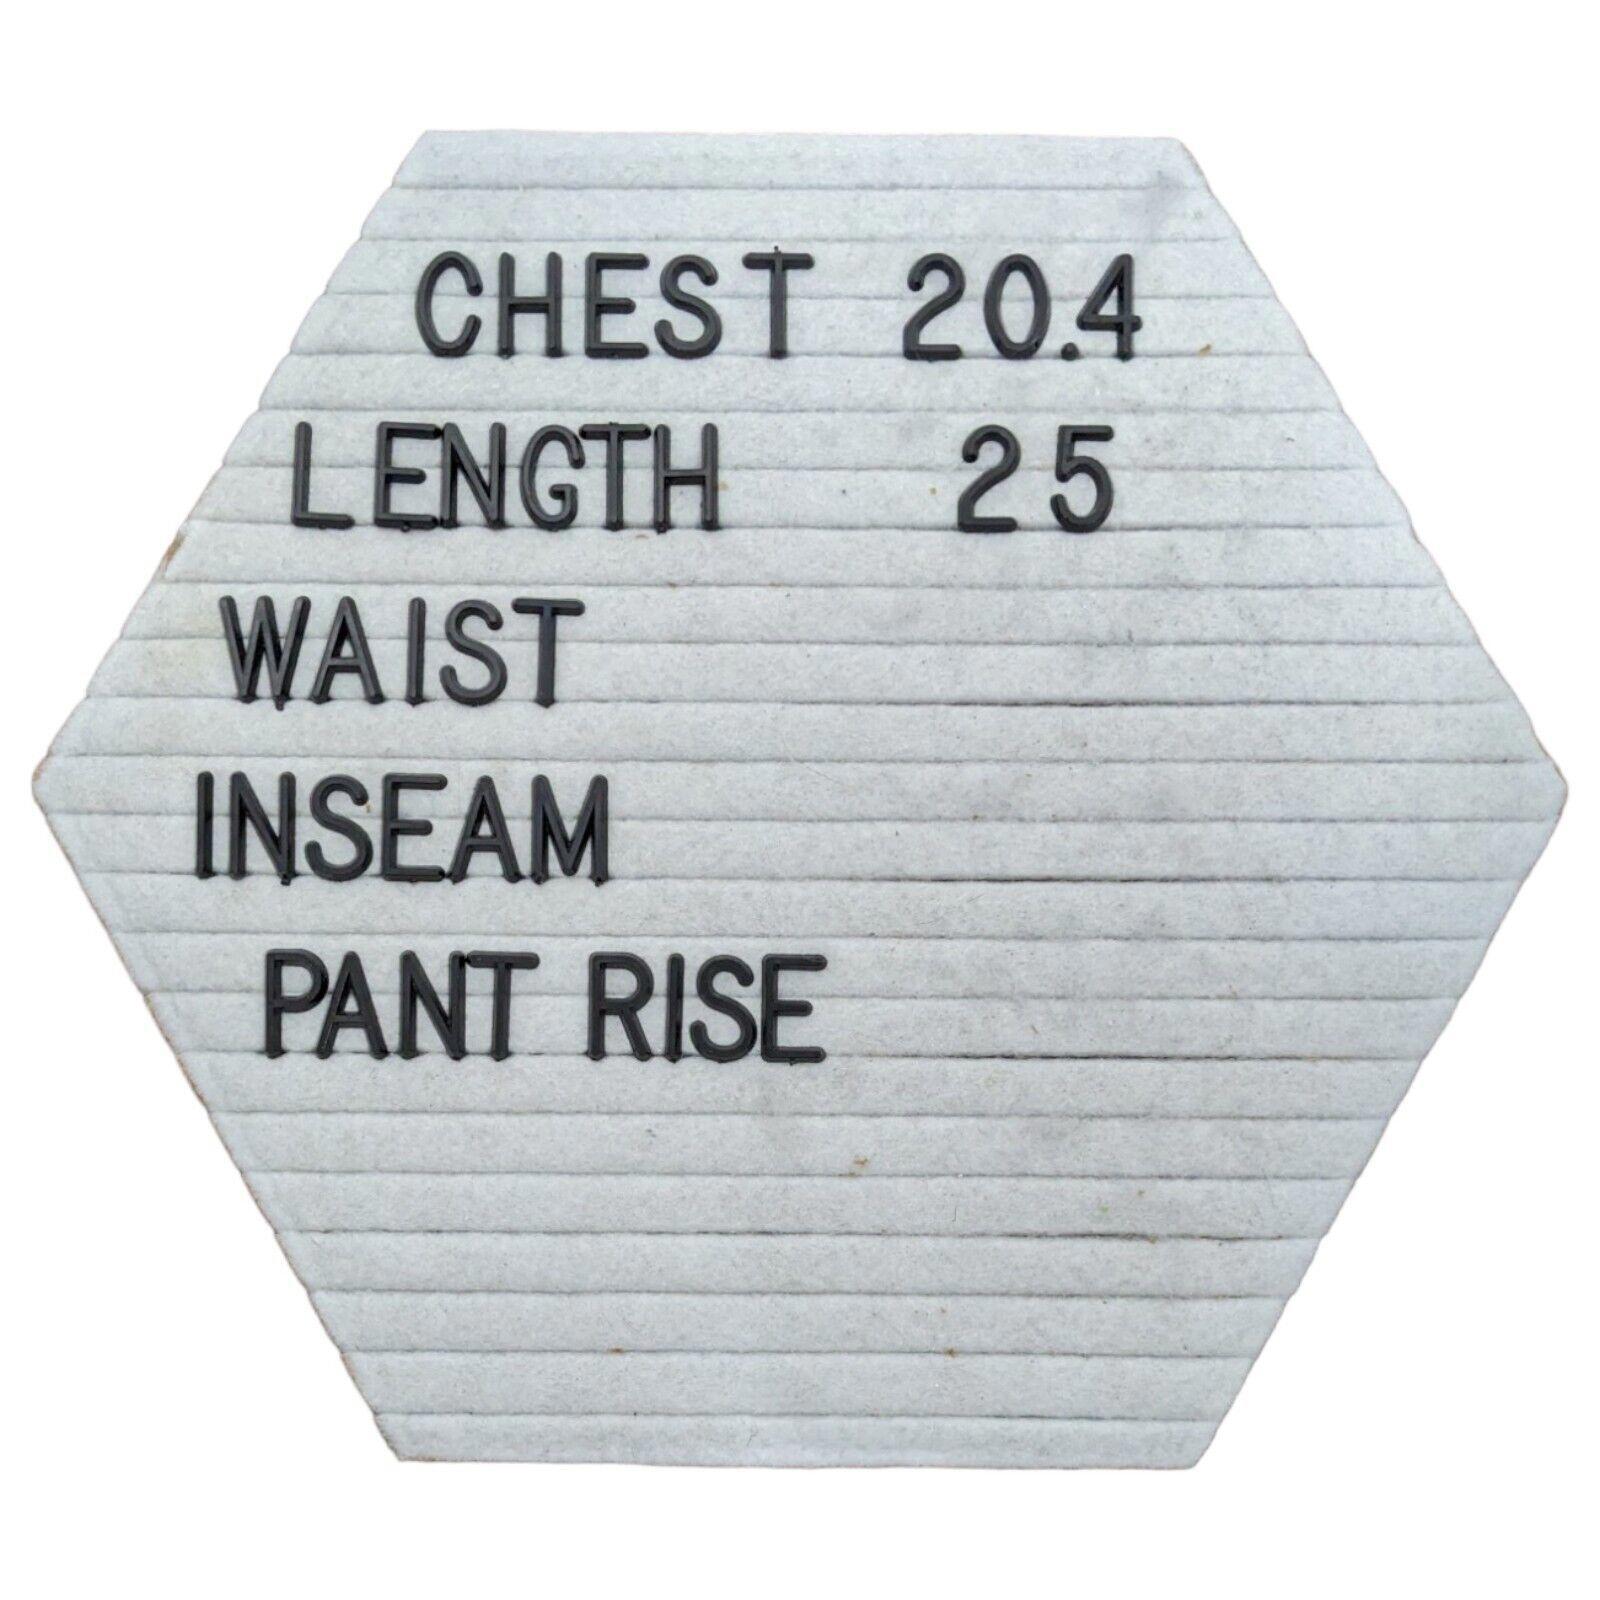 CHEST 20.4
LENGTH 25
WAIST
INSEAM
PANT RISE